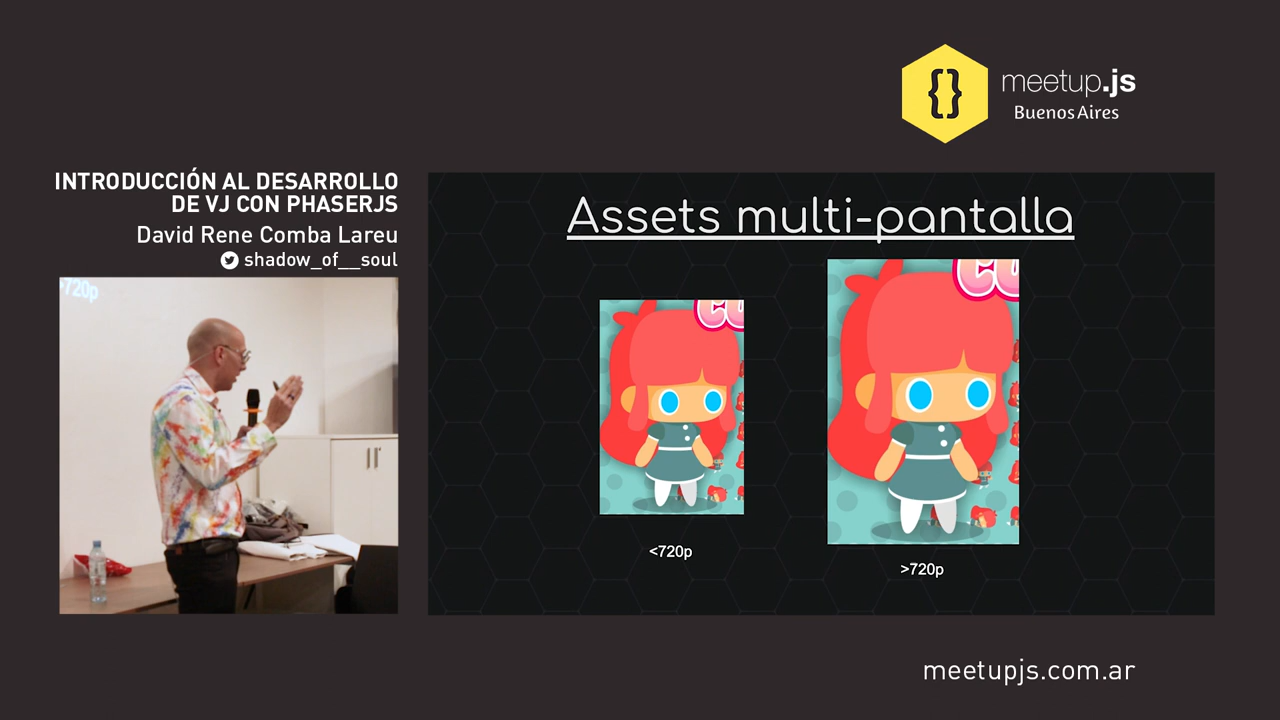 {} meetup.js
Buenos Aires
INTRODUCCIÓN AL DESARROLLO
DE VJ CON PHASERJS
David Rene Comba Lareu
shadow_of__soul
>720p
Assets multi-pantalla
<720p
>720p
meetupjs.com.ar